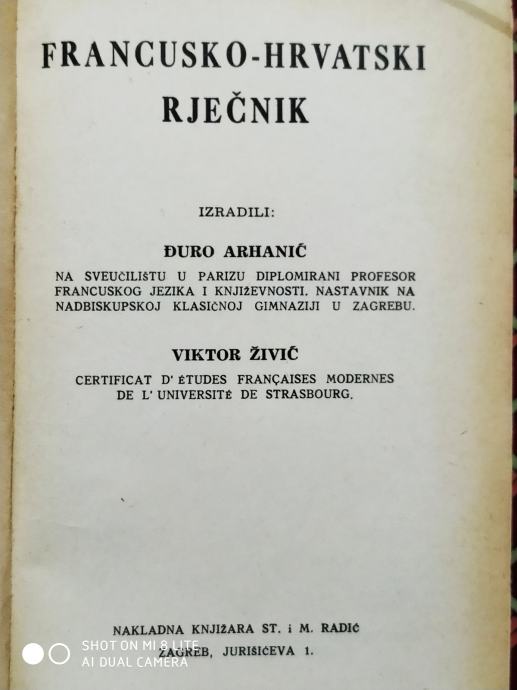 FRANCUSKO-HRVATSKI
RJEČNIK
IZRADILI:
ĐURO ARHANIĆ
NA SVEUČILIŠTU U PARIZU DIPLOMIRANI PROFESOR
FRANCUSKOG JEZIKA I KNJIŽEVNOSTI. NASTAVNIK NA
NADBISKUPSKOJ KLASIČNOJ GIMNAZIJI U ZAGREBU.
VIKTOR ŽIVIĆ
CERTIFICAT D' ÉTUDES FRANÇAISES MODERNES
DE L' UNIVERSITÉ DE STRASBOURG.
NAKLADNA KNJIŽARA ST. i M. RADIĆ
ZAGREB, JURIŠIĆEVA 1.
SHOT ON MI 8 LITE
AI DUAL CAMERA